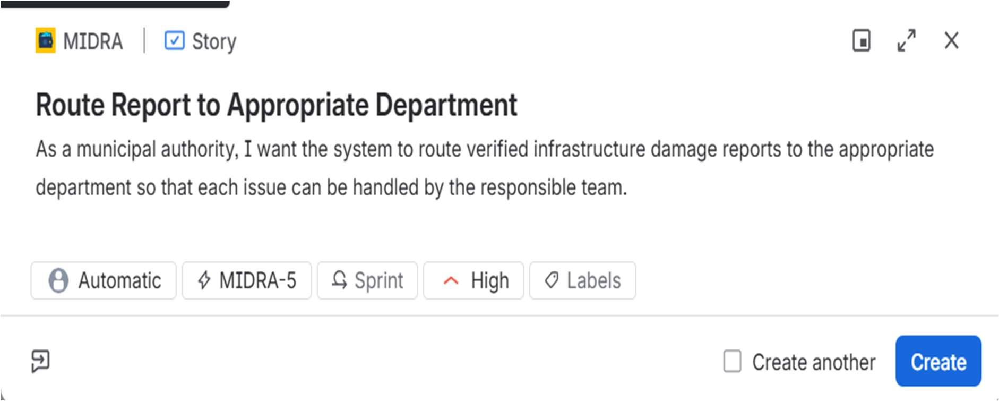 MIDRA | Story
Route Report to Appropriate Department
As a municipal authority, I want the system to route verified infrastructure damage reports to the appropriate
department so that each issue can be handled by the responsible team.
Automatic MIDRA-5 Sprint High Labels
Create another Create